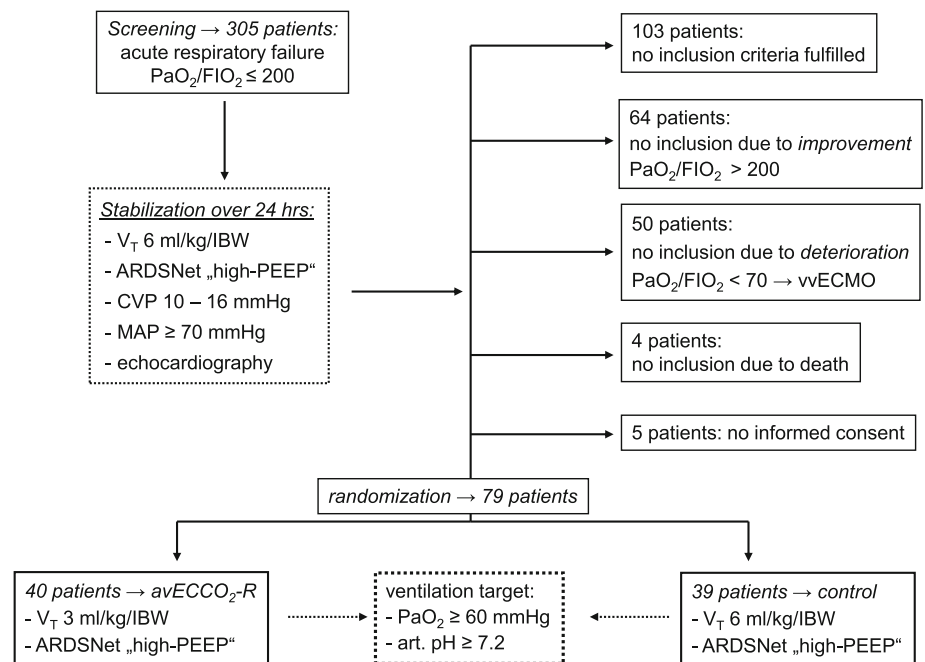 Screening → 305 patients:
acute respiratory failure
PaO₂/FIO₂ ≤ 200
Stabilization over 24 hrs:
- V_T 6 ml/kg/IBW
- ARDSNet „high-PEEP“
- CVP 10 – 16 mmHg
- MAP ≥ 70 mmHg
- echocardiography
103 patients:
no inclusion criteria fulfilled
64 patients:
no inclusion due to improvement
PaO₂/FIO₂ > 200
50 patients:
no inclusion due to deterioration
PaO₂/FIO₂ < 70 → vvECMO
4 patients:
no inclusion due to death
5 patients: no informed consent
randomization → 79 patients
40 patients → avECCO₂-R
- V_T 3 ml/kg/IBW
- ARDSNet „high-PEEP“
ventilation target:
- PaO₂ ≥ 60 mmHg
- art. pH ≥ 7.2
39 patients → control
- V_T 6 ml/kg/IBW
- ARDSNet „high-PEEP“